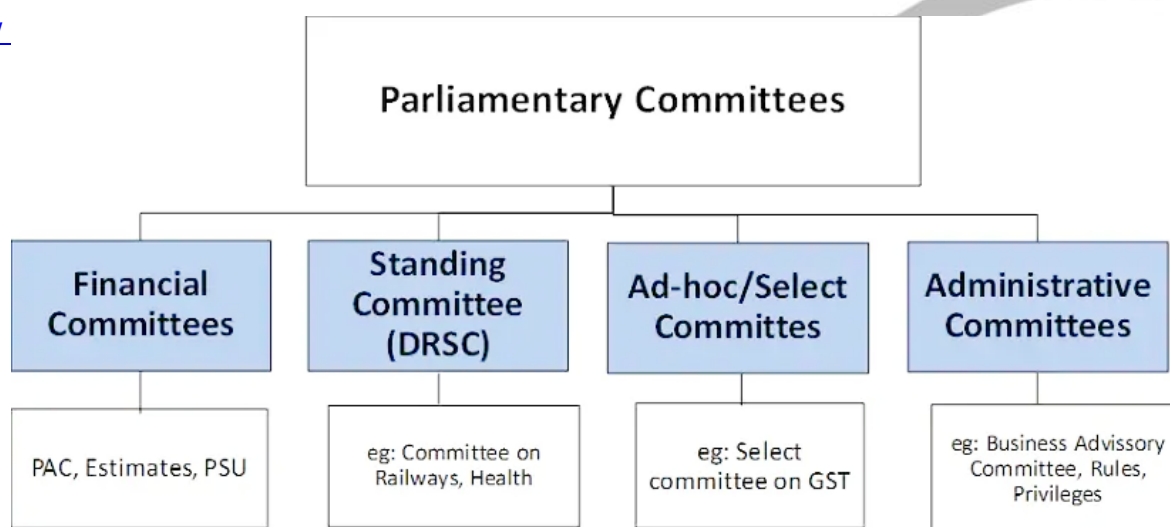 Parliamentary Committees
Financial
Committees
Standing
Committee
(DRSC)
Ad-hoc/Select
Committes
Administrative
Committees
PAC, Estimates, PSU
eg: Committee on
Railways, Health
eg: Select
committee on GST
eg: Business Advissory
Committee, Rules,
Privileges